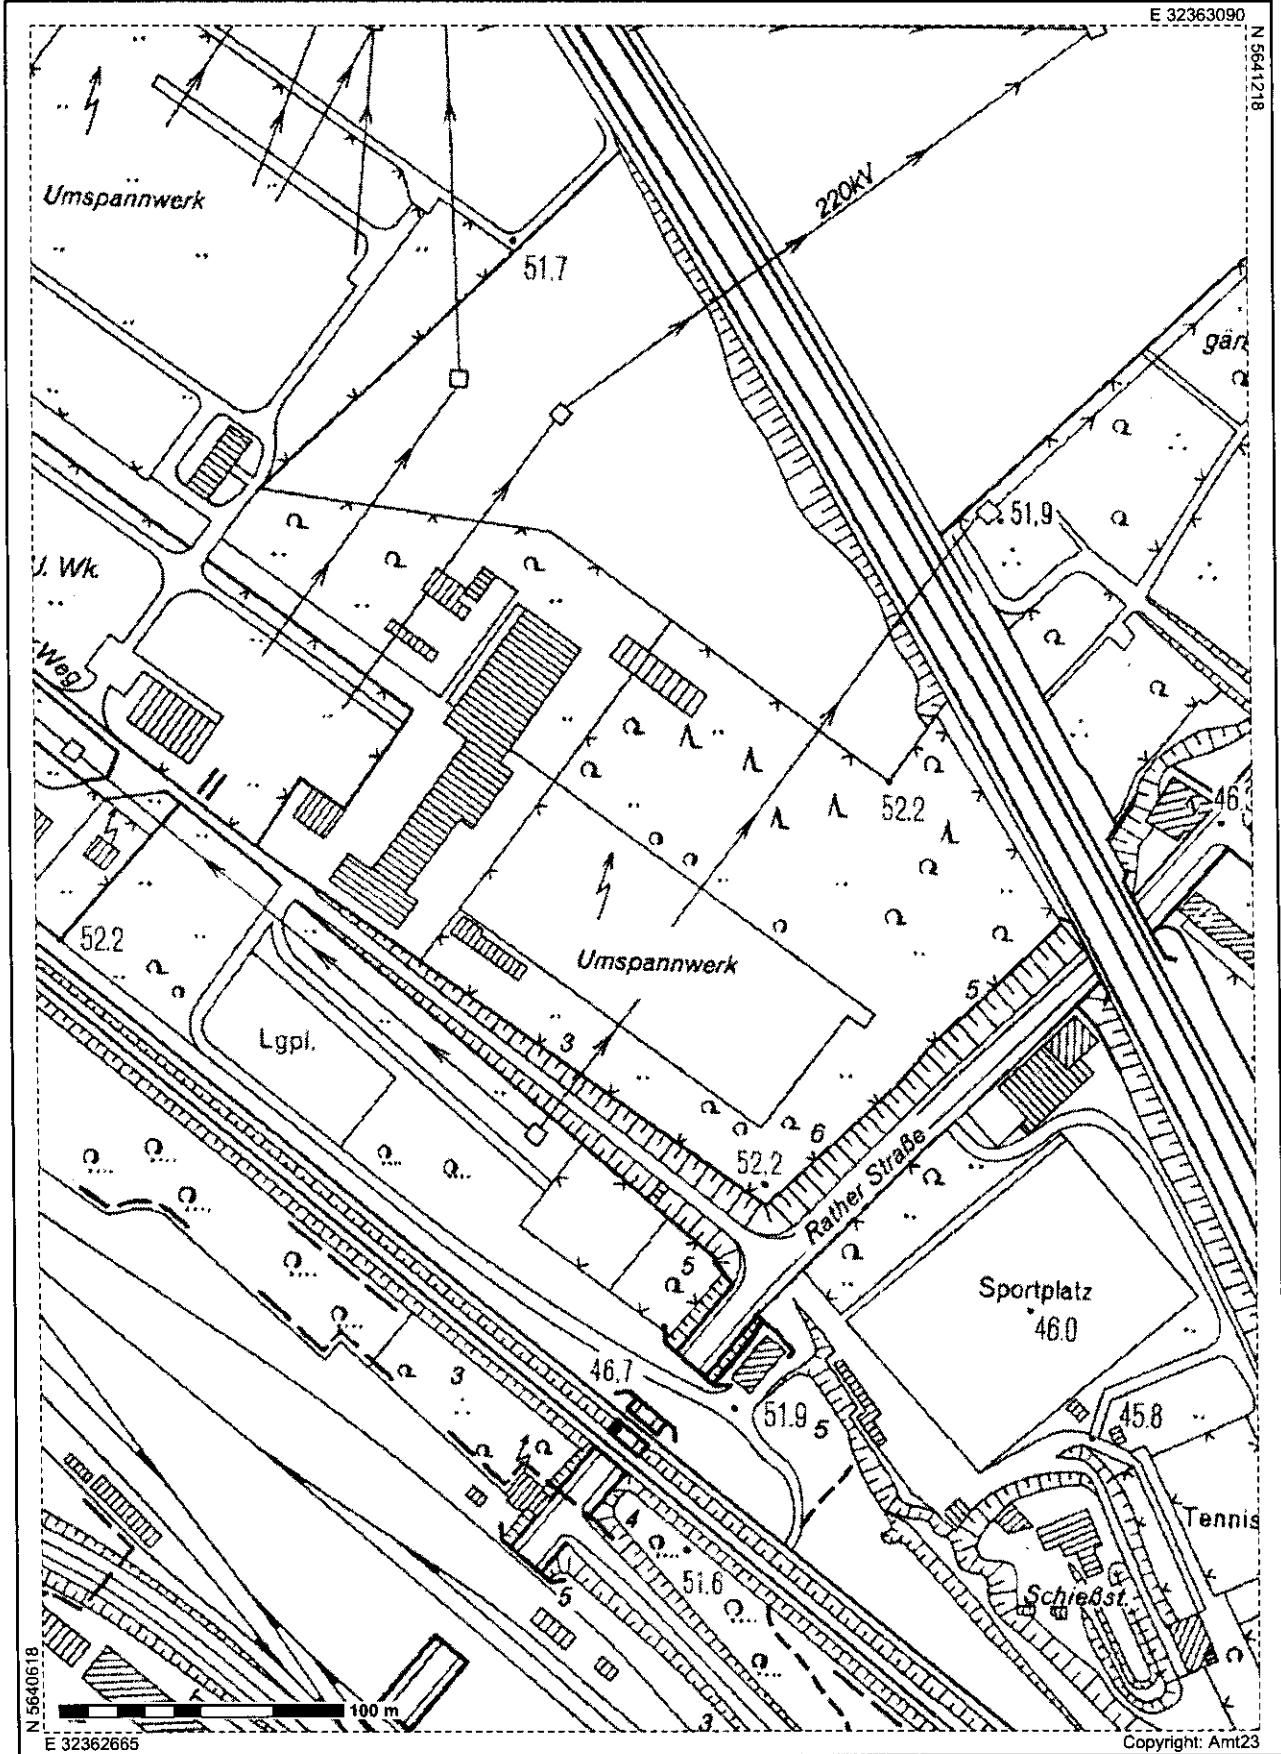 E 32363090
N 5641218
Umspannwerk
220kV
51.7
gärt
51,9
J. Wk.
Weg
46.
52.2
52.2
Umspannwerk
5
3
Lgpl.
6
52.2
Rather Straße
5
Sportplatz
46.0
46.7
3
51.9
5
45.8
4
Tennis
51.6
5
Schießst.
3
N 5640618
100 m
E 32362665
Copyright: Amt23